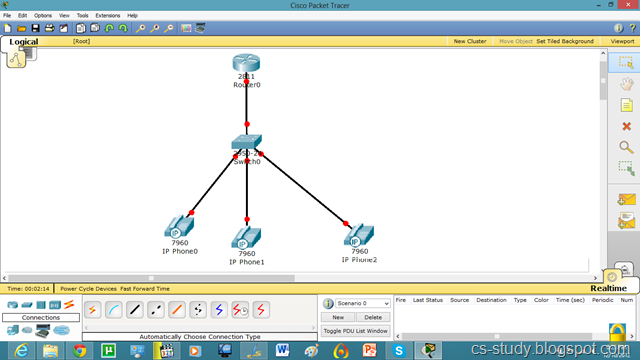 Cisco Packet Tracer
File Edit Options View Tools Extensions Help
Logical [Root] New Cluster Move Object Set Tiled Background Viewport
2811
Router0
Switch0
7960
IP Phone0
7960
IP Phone1
7960
IP Phone2
Time: 00:02:14 Power Cycle Devices Fast Forward Time Realtime
Connections
Automatically Choose Connection Type
Scenario 0
New Delete
Toggle PDU List Window
Fire Last Status Source Destination Type Color Time (sec) Periodic Num
cs-study.blogspot.com